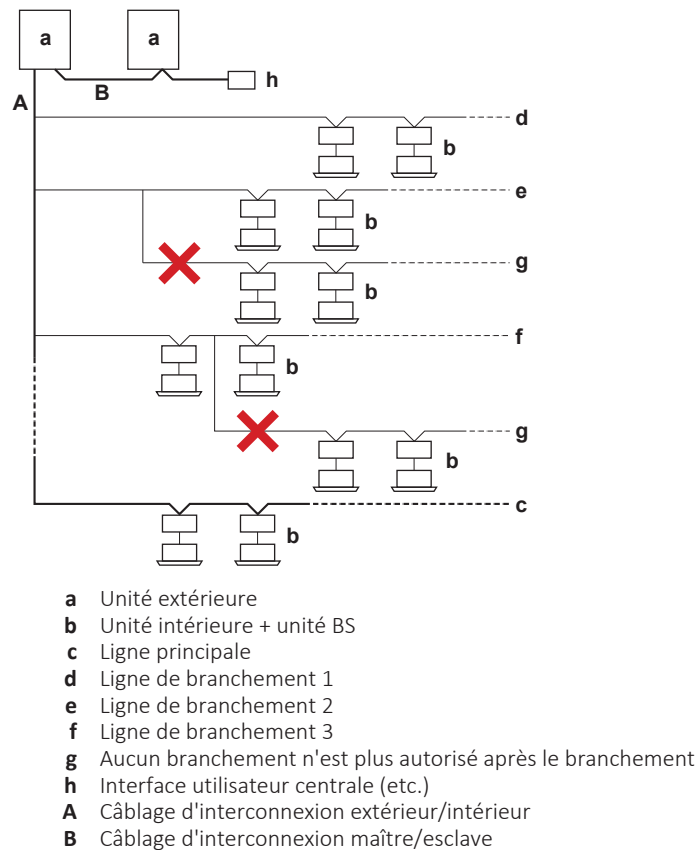 a a
h
B
A
d
b
e
b
g
b
f
b
g
b
c
b
a Unité extérieure
b Unité intérieure + unité BS
c Ligne principale
d Ligne de branchement 1
e Ligne de branchement 2
f Ligne de branchement 3
g Aucun branchement n'est plus autorisé après le branchement
h Interface utilisateur centrale (etc.)
A Câblage d'interconnexion extérieur/intérieur
B Câblage d'interconnexion maître/esclave